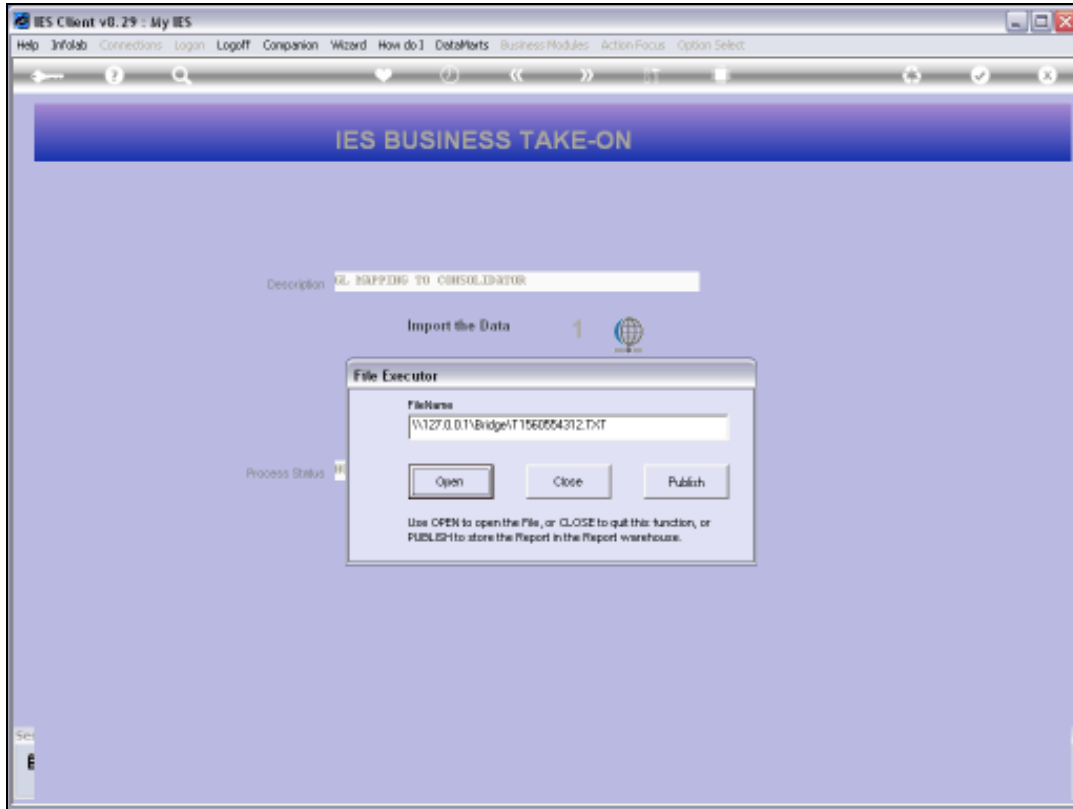 IES Client v8.29 : My IES
Help Infolab Connections Logon Logoff Companion Wizard How do I DataMarts Business Modules Action Focus Option Select
IES BUSINESS TAKE-ON
Description GL MAPPING TO CONSOLIDATOR
Import the Data 1
File Executor
FileName
\\127.0.0.1\Bridge\T1560554312.TXT
Process Status
Open Close Publish
Use OPEN to open the File, or CLOSE to quit this function, or
PUBLISH to store the Report in the Report warehouse.